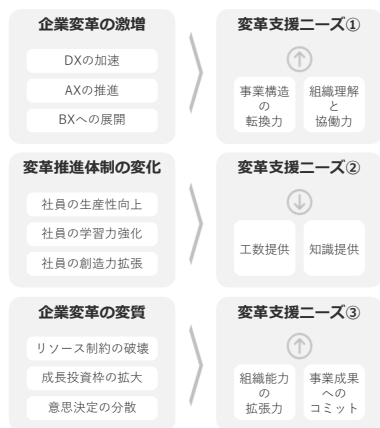 企業変革の激増
DXの加速
AXの推進
BXへの展開
変革支援ニーズ①
事業構造
の
転換力
組織理解
と
協働力
変革推進体制の変化
社員の生産性向上
社員の学習力強化
社員の創造力拡張
変革支援ニーズ②
工数提供
知識提供
企業変革の変質
リソース制約の破壊
成長投資枠の拡大
意思決定の分散
変革支援ニーズ③
組織能力
の
拡張力
事業成果
への
コミット